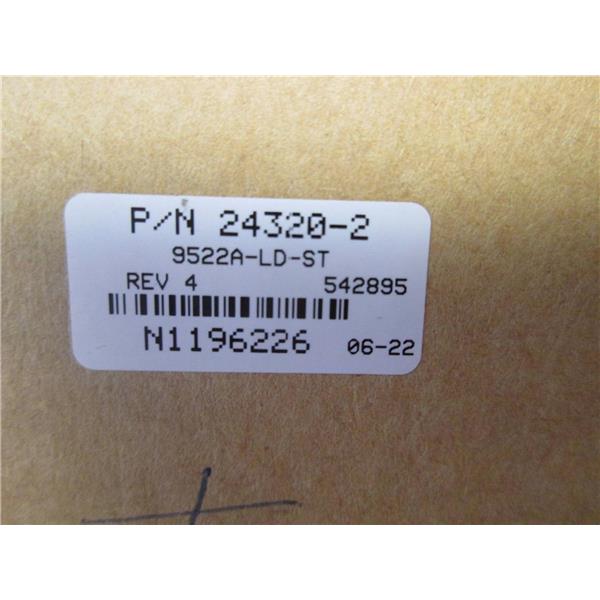 P/N 24320-2
9522A-LD-ST
REV 4 542895
N1196226 06-22